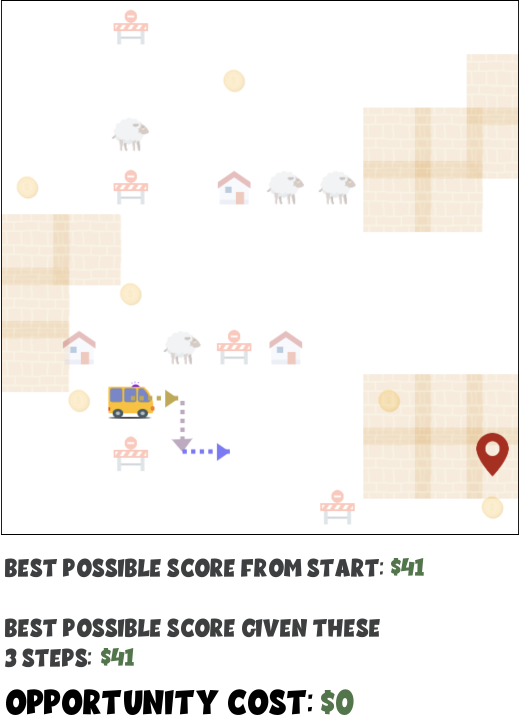 BEST POSSIBLE SCORE FROM START: $41
BEST POSSIBLE SCORE GIVEN THESE
3 STEPS: $41
OPPORTUNITY COST: $0